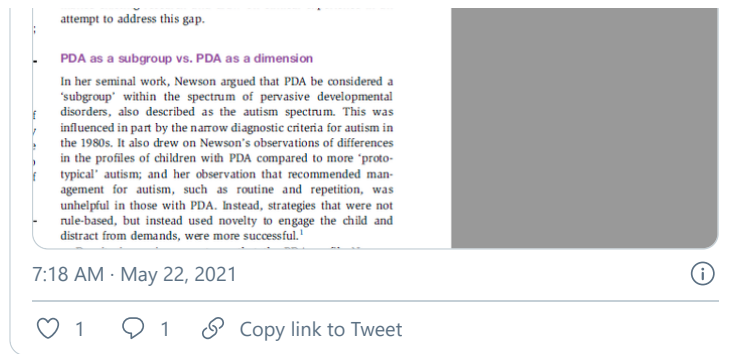 attempt to address this gap.
PDA as a subgroup vs. PDA as a dimension
In her seminal work, Newson argued that PDA be considered a
‘subgroup’ within the spectrum of pervasive developmental
disorders, also described as the autism spectrum. This was
influenced in part by the narrow diagnostic criteria for autism in
the 1980s. It also drew on Newson’s observations of differences
in the profiles of children with PDA compared to more ‘proto-
typical’ autism; and her observation that recommended man-
agement for autism, such as routine and repetition, was
unhelpful in those with PDA. Instead, strategies that were not
rule-based, but instead used novelty to engage the child and
distract from demands, were more successful.¹
7:18 AM · May 22, 2021
1 1 Copy link to Tweet